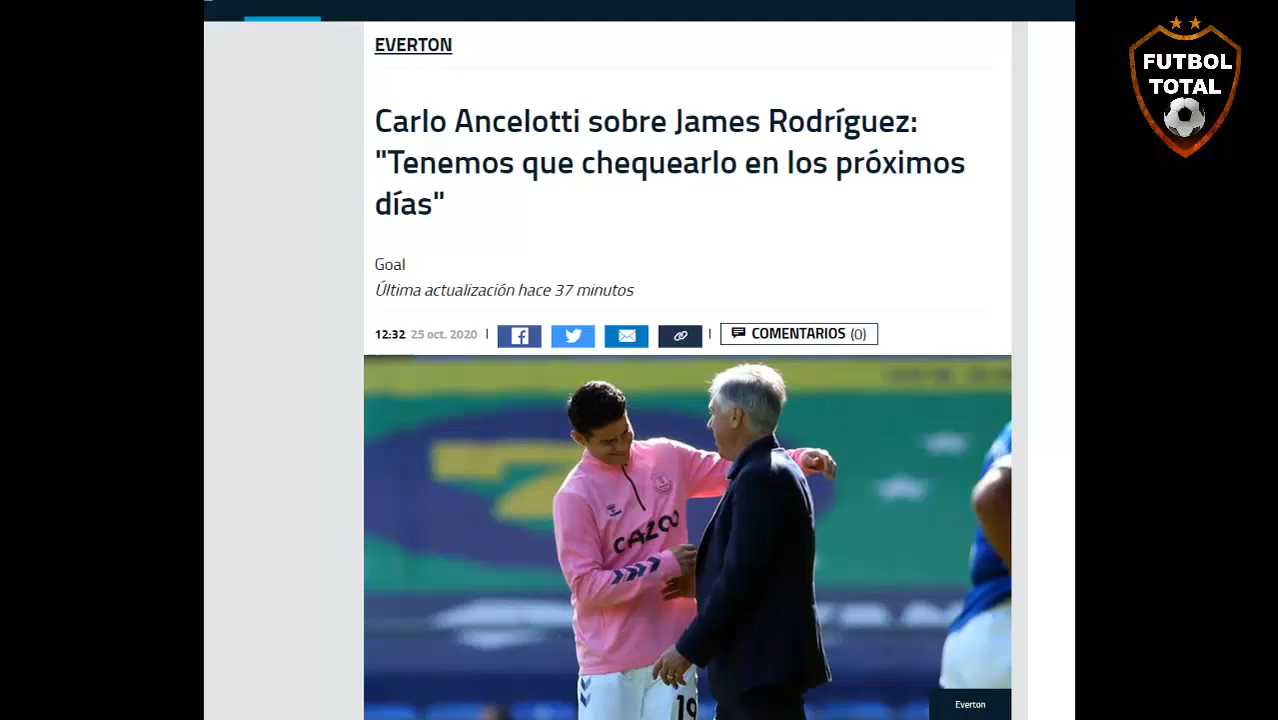 EVERTON
FUTBOL
TOTAL
Carlo Ancelotti sobre James Rodríguez:
"Tenemos que chequearlo en los próximos
días"
Goal
Última actualización hace 37 minutos
12:32 25 oct. 2020 | | COMENTARIOS (0)
CAZOO
19
Everton